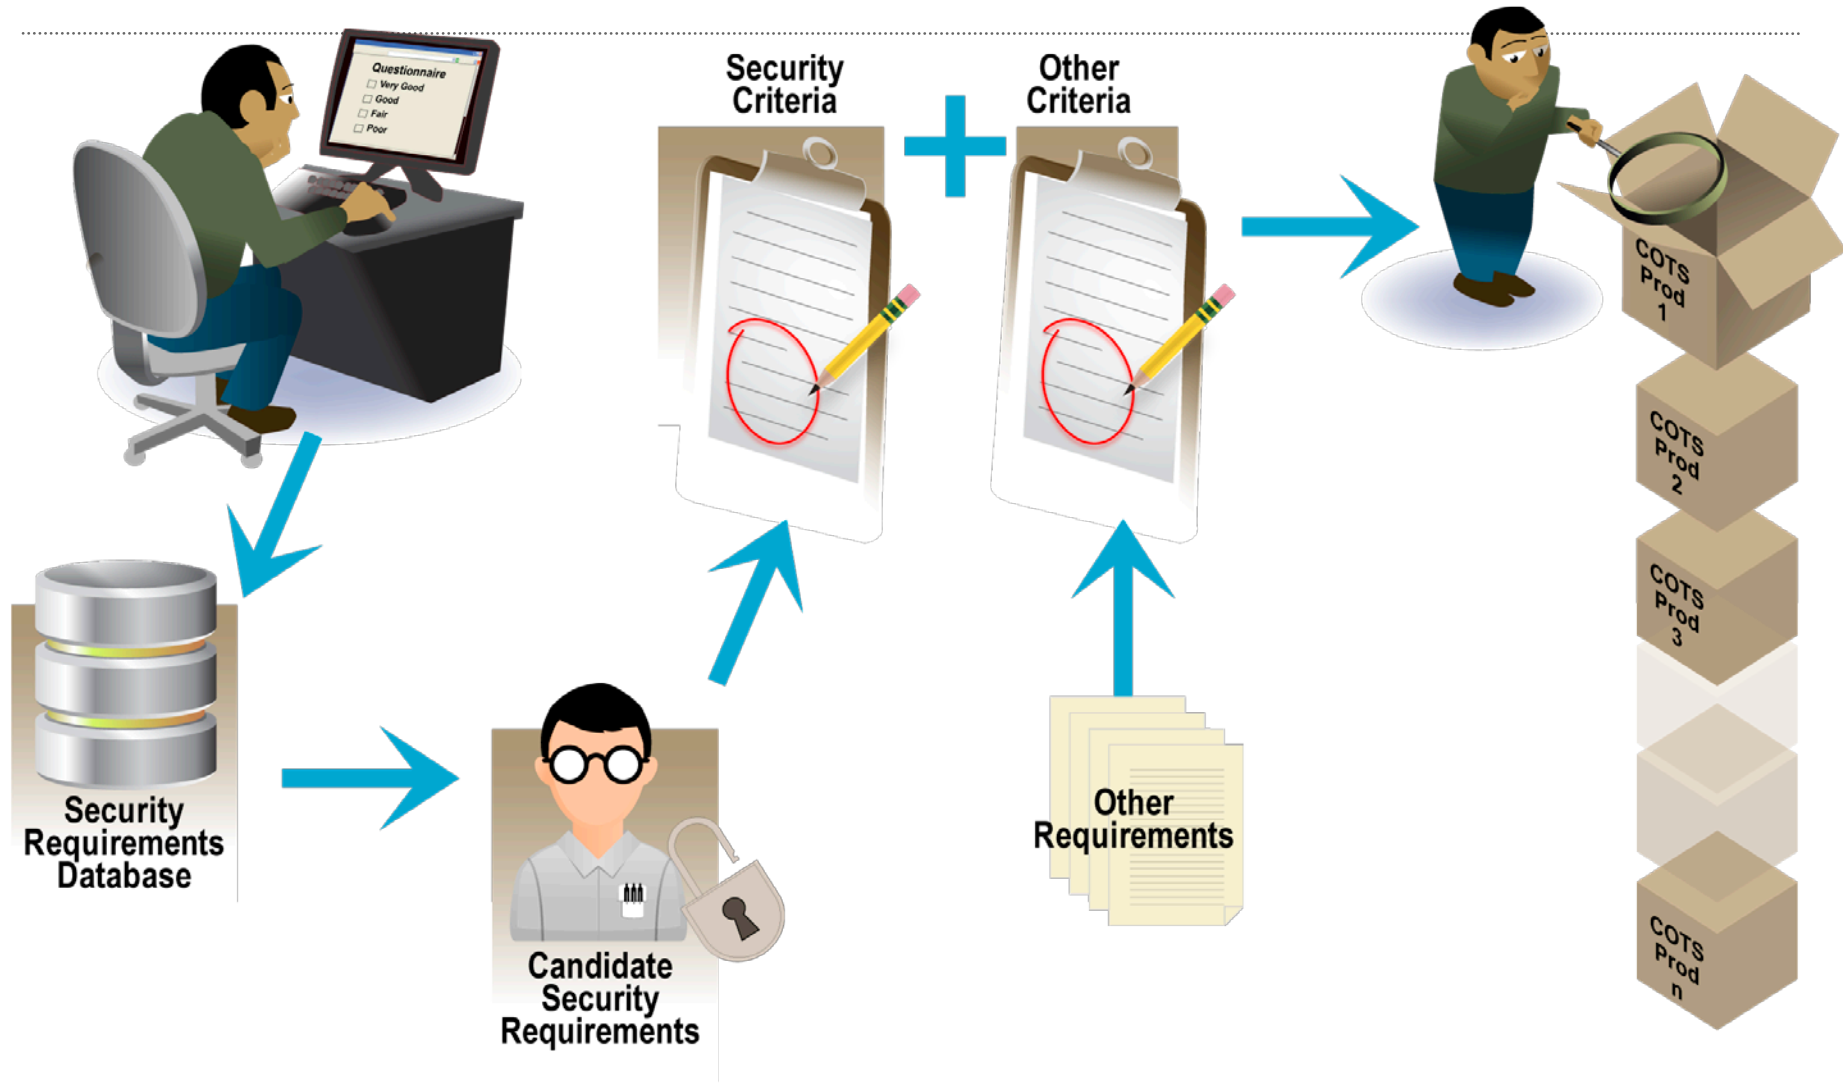 Questionnaire
Very Good
Good
Fair
Poor
Security
Criteria
Other
Criteria
COTS
Prod
1
COTS
Prod
2
COTS
Prod
3
COTS
Prod
n
Security
Requirements
Database
Candidate
Security
Requirements
Other
Requirements